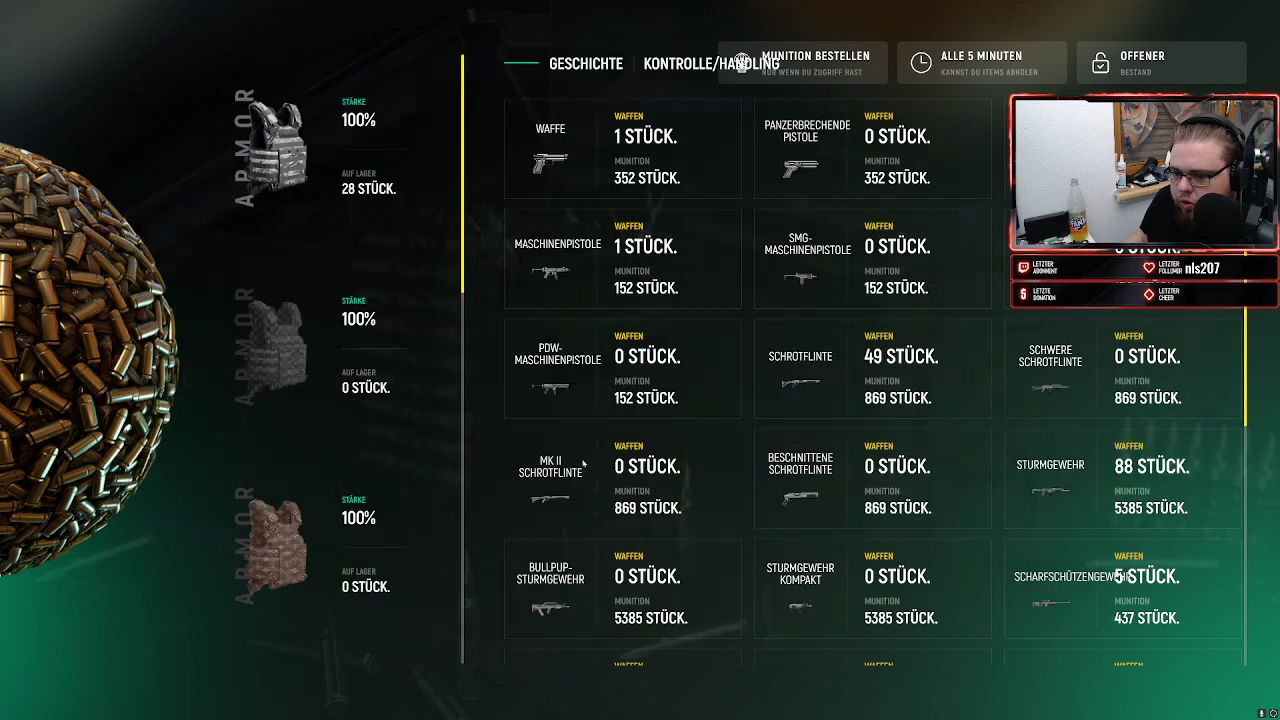 GESCHICHTE
KONTROLLE/HANDLING
MUNITION BESTELLEN
NUR WENN DU ZUGRIFF HAST
ALLE 5 MINUTEN
KANNST DU ITEMS ABHOLEN
OFFENER
BESTAND
A-P-M-O-R
STÄRKE
100%
AUF LAGER
28 STÜCK.
A-P-M-O-R
STÄRKE
100%
AUF LAGER
0 STÜCK.
A-P-M-O-R
STÄRKE
100%
AUF LAGER
0 STÜCK.
WAFFE
WAFFEN
1 STÜCK.
MUNITION
352 STÜCK.
PANZERBRECHENDE
PISTOLE
WAFFEN
0 STÜCK.
MUNITION
352 STÜCK.
MASCHINENPISTOLE
WAFFEN
1 STÜCK.
MUNITION
152 STÜCK.
SMG-
MASCHINENPISTOLE
WAFFEN
0 STÜCK.
MUNITION
152 STÜCK.
LETZTER
ABONNENT
LETZTER
FOLLOWER
nls207
LETZTE
DONATION
LETZTER
CHEER
PDW-
MASCHINENPISTOLE
WAFFEN
0 STÜCK.
MUNITION
152 STÜCK.
SCHROTFLINTE
WAFFEN
49 STÜCK.
MUNITION
869 STÜCK.
SCHWERE
SCHROTFLINTE
WAFFEN
0 STÜCK.
MUNITION
869 STÜCK.
MK II
SCHROTFLINTE
WAFFEN
0 STÜCK.
MUNITION
869 STÜCK.
BESCHNITTENE
SCHROTFLINTE
WAFFEN
0 STÜCK.
MUNITION
869 STÜCK.
STURMGEWEHR
WAFFEN
88 STÜCK.
MUNITION
5385 STÜCK.
BULLPUP-
STURMGEWEHR
WAFFEN
0 STÜCK.
MUNITION
5385 STÜCK.
STURMGEWEHR
KOMPAKT
WAFFEN
0 STÜCK.
MUNITION
5385 STÜCK.
SCHARFSCHÜTZENGEWEHR
WAFFEN
5 STÜCK.
MUNITION
437 STÜCK.